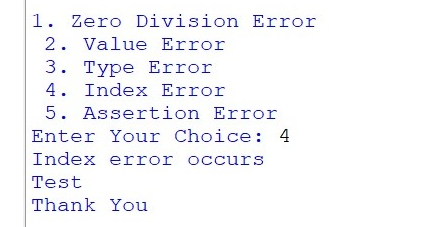 1. Zero Division Error
2. Value Error
3. Type Error
4. Index Error
5. Assertion Error
Enter Your Choice: 4
Index error occurs
Test
Thank You